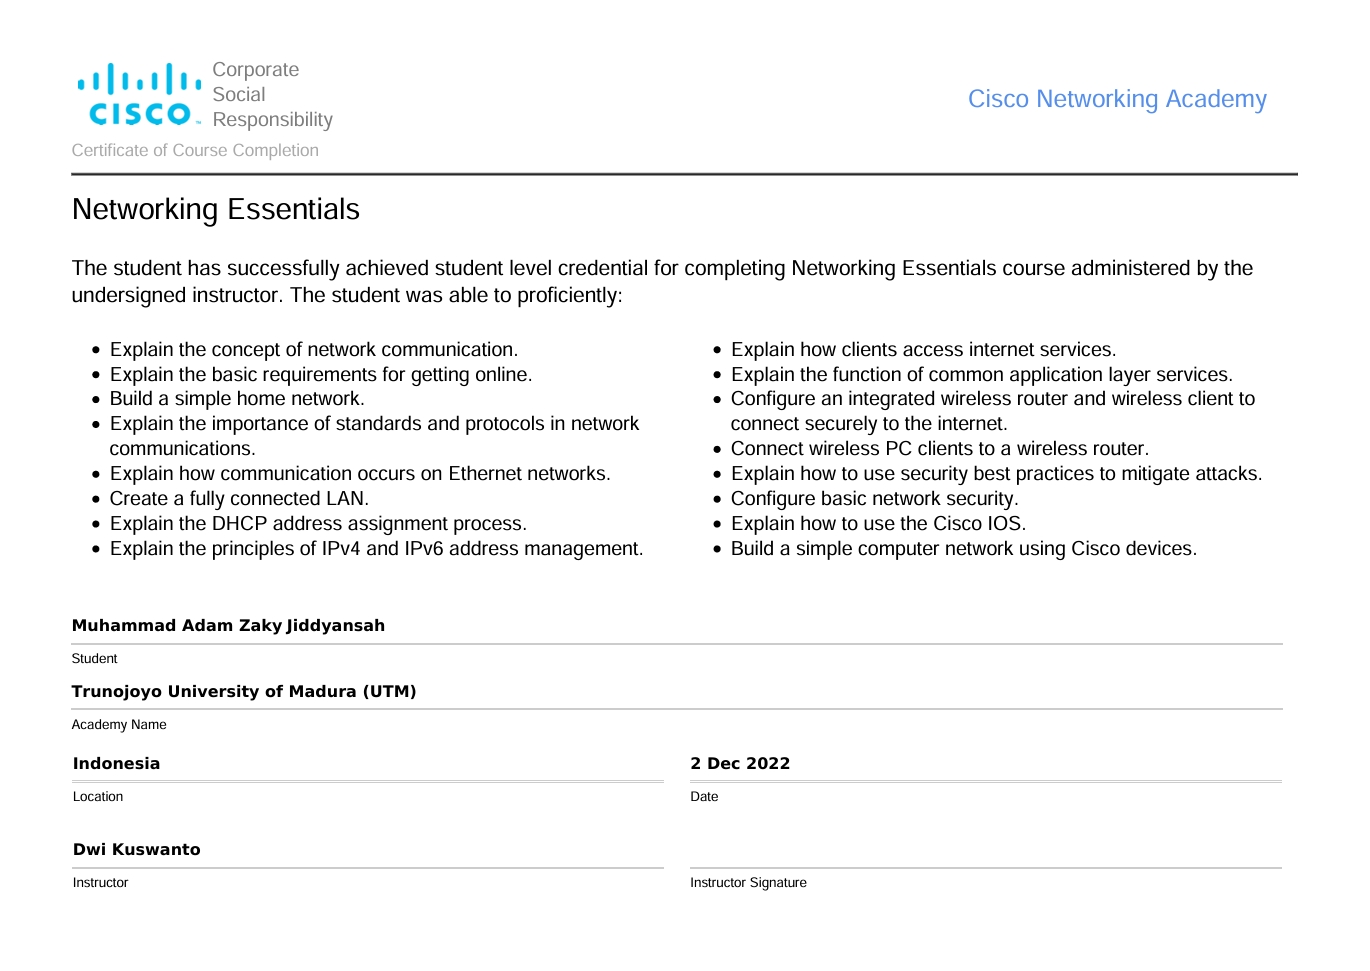 CISCO™
Corporate
Social
Responsibility
Cisco Networking Academy
Certificate of Course Completion
Networking Essentials
The student has successfully achieved student level credential for completing Networking Essentials course administered by the
undersigned instructor. The student was able to proficiently:
• Explain the concept of network communication.
• Explain the basic requirements for getting online.
• Build a simple home network.
• Explain the importance of standards and protocols in network
communications.
• Explain how communication occurs on Ethernet networks.
• Create a fully connected LAN.
• Explain the DHCP address assignment process.
• Explain the principles of IPv4 and IPv6 address management.
• Explain how clients access internet services.
• Explain the function of common application layer services.
• Configure an integrated wireless router and wireless client to
connect securely to the internet.
• Connect wireless PC clients to a wireless router.
• Explain how to use security best practices to mitigate attacks.
• Configure basic network security.
• Explain how to use the Cisco IOS.
• Build a simple computer network using Cisco devices.
Muhammad Adam Zaky Jiddyansah
Student
Trunojoyo University of Madura (UTM)
Academy Name
Indonesia
Location
2 Dec 2022
Date
Dwi Kuswanto
Instructor
Instructor Signature